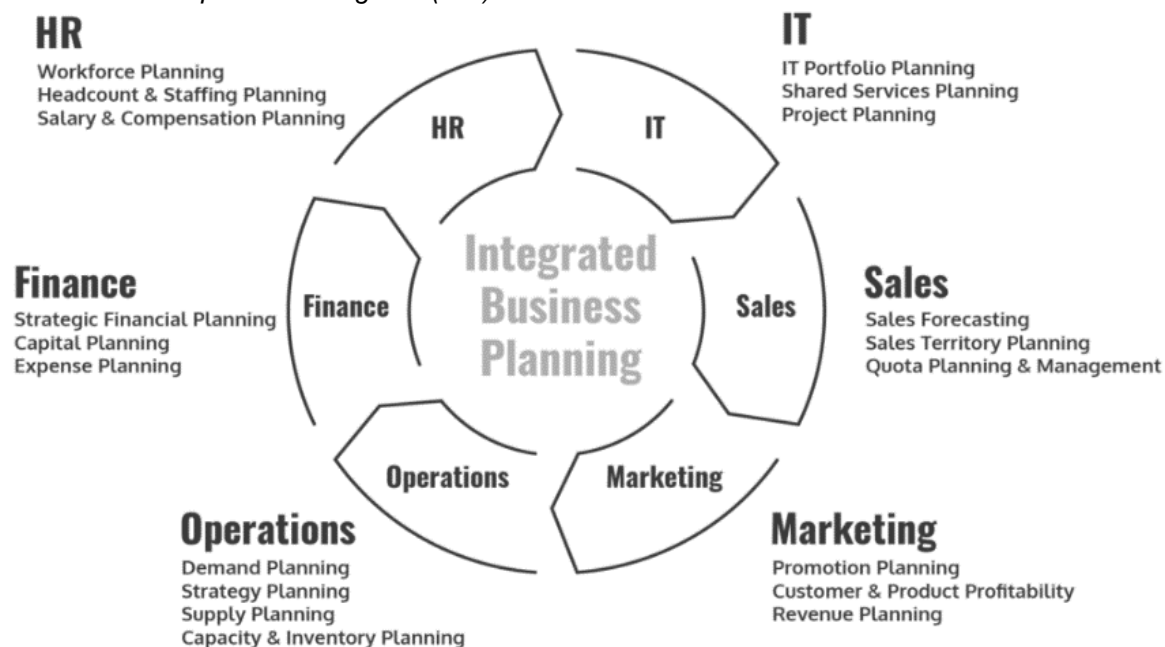 HR
Workforce Planning
Headcount & Staffing Planning
Salary & Compensation Planning
IT
IT Portfolio Planning
Shared Services Planning
Project Planning
HR
IT
Finance
Strategic Financial Planning
Capital Planning
Expense Planning
Finance
Integrated
Business
Planning
Sales
Sales
Sales Forecasting
Sales Territory Planning
Quota Planning & Management
Operations
Marketing
Operations
Demand Planning
Strategy Planning
Supply Planning
Capacity & Inventory Planning
Marketing
Promotion Planning
Customer & Product Profitability
Revenue Planning